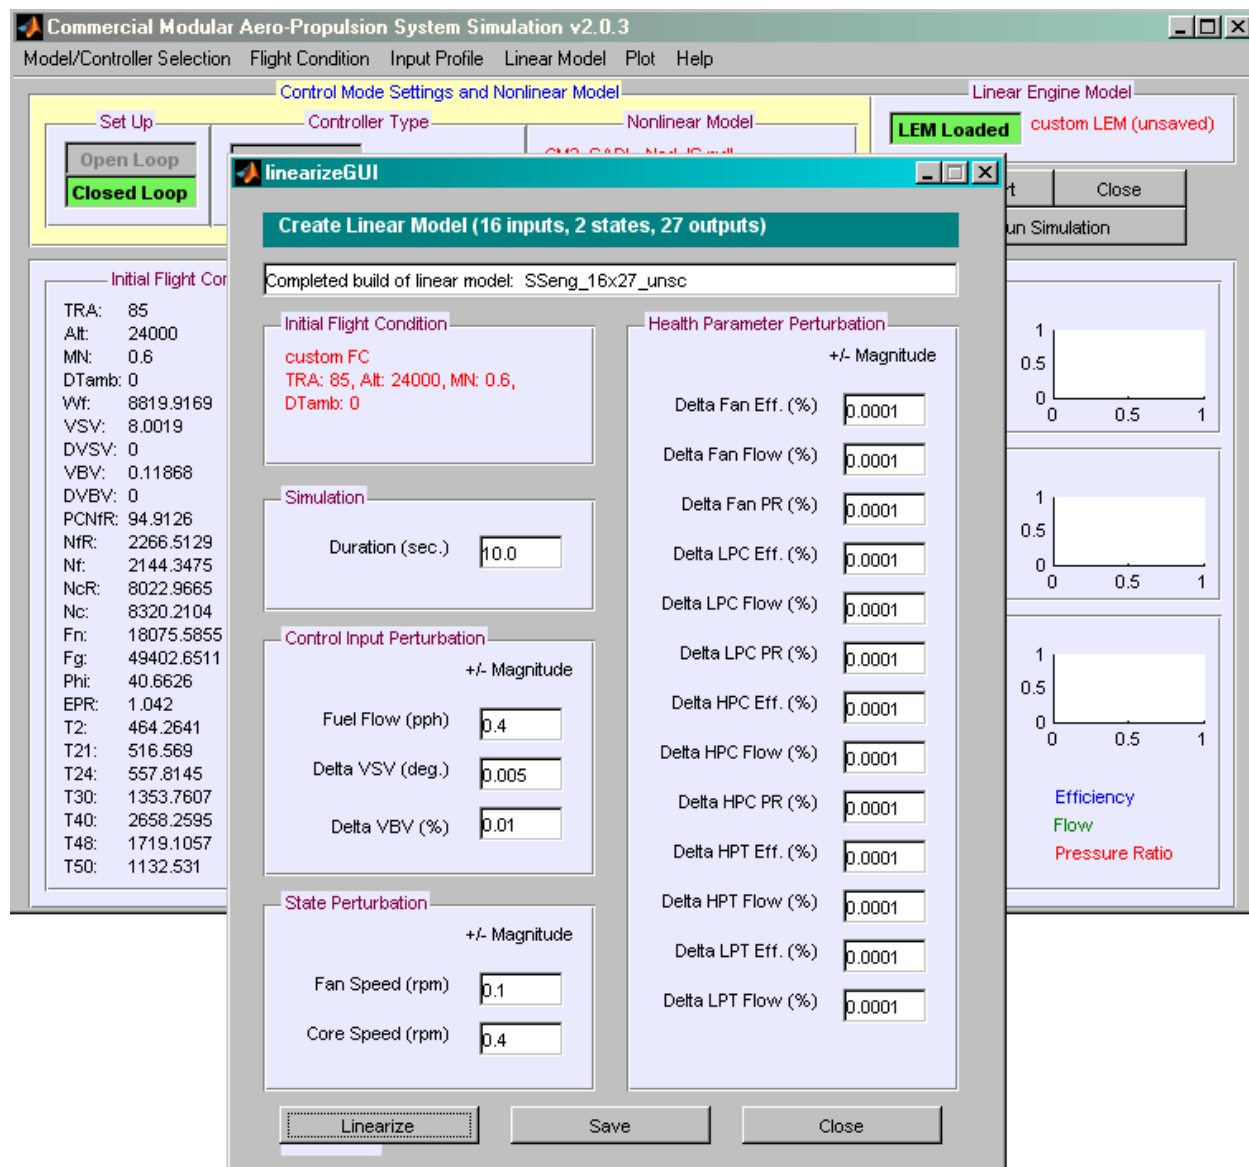 Commercial Modular Aero-Propulsion System Simulation v2.0.3
Model/Controller Selection Flight Condition Input Profile Linear Model Plot Help
Control Mode Settings and Nonlinear Model
Set Up
Open Loop
Closed Loop
Controller Type
Nonlinear Model
Linear Engine Model
LEM Loaded
custom LEM (unsaved)
Close
un Simulation
Initial Flight Cor
TRA: 85
Alt: 24000
MN: 0.6
DTamb: 0
Wf: 8819.9169
VSV: 8.0019
DVSV: 0
VBV: 0.11868
DVBV: 0
PCNfR: 94.9126
NfR: 2266.5129
Nf: 2144.3475
NcR: 8022.9665
Nc: 8320.2104
Fn: 18075.5855
Fg: 49402.6511
Phi: 40.6626
EPR: 1.042
T2: 464.2641
T21: 516.569
T24: 557.8145
T30: 1353.7607
T40: 2658.2595
T48: 1719.1057
T50: 1132.531
linearizeGUI
Create Linear Model (16 inputs, 2 states, 27 outputs)
Completed build of linear model: SSeng_16x27_unsc
Initial Flight Condition
custom FC
TRA: 85, Alt: 24000, MN: 0.6,
DTamb: 0
Simulation
Duration (sec.) 10.0
Control Input Perturbation
+/- Magnitude
Fuel Flow (pph) 0.4
Delta VSV (deg.) 0.005
Delta VBV (%) 0.01
State Perturbation
+/- Magnitude
Fan Speed (rpm) 0.1
Core Speed (rpm) 0.4
Health Parameter Perturbation
+/- Magnitude
Delta Fan Eff. (%) 0.0001
Delta Fan Flow (%) 0.0001
Delta Fan PR (%) 0.0001
Delta LPC Eff. (%) 0.0001
Delta LPC Flow (%) 0.0001
Delta LPC PR (%) 0.0001
Delta HPC Eff. (%) 0.0001
Delta HPC Flow (%) 0.0001
Delta HPC PR (%) 0.0001
Delta HPT Eff. (%) 0.0001
Delta HPT Flow (%) 0.0001
Delta LPT Eff. (%) 0.0001
Delta LPT Flow (%) 0.0001
Linearize Save Close
1
0.5
0
0 0.5 1
1
0.5
0
0 0.5 1
1
0.5
0
0 0.5 1
Efficiency
Flow
Pressure Ratio